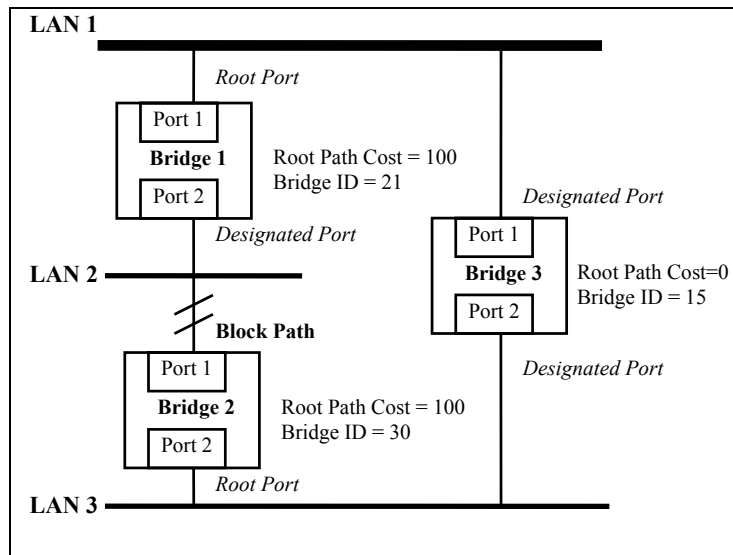 LAN 1
Root Port
Port 1
Bridge 1
Root Path Cost = 100
Bridge ID = 21
Port 2
Designated Port
Designated Port
Port 1
Bridge 3
Root Path Cost=0
Bridge ID = 15
Port 2
Designated Port
LAN 2
Block Path
Port 1
Bridge 2
Root Path Cost = 100
Bridge ID = 30
Port 2
Root Port
LAN 3